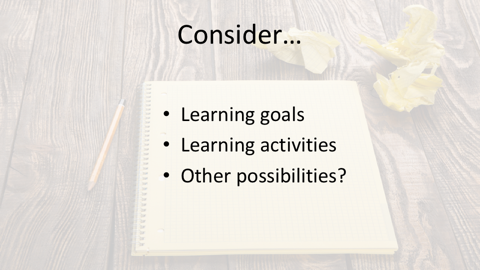 Consider…
• Learning goals
• Learning activities
• Other possibilities?